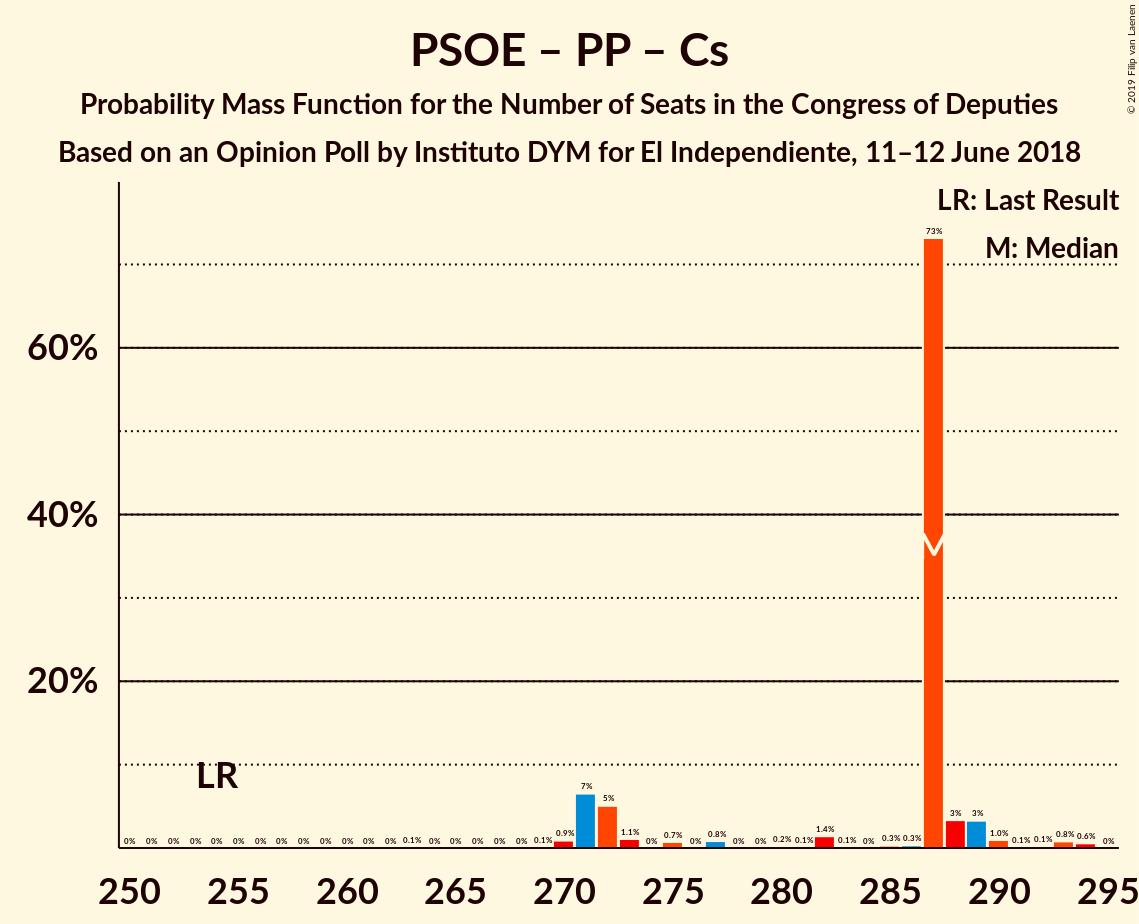 PSOE – PP – Cs
Probability Mass Function for the Number of Seats in the Congress of Deputies
Based on an Opinion Poll by Instituto DYM for El Independiente, 11–12 June 2018
© 2019 Filip van Laenen
LR: Last Result
M: Median
60%
40%
20%
LR
M
0% 0% 0% 0% 0% 0% 0% 0% 0% 0% 0% 0% 0% 0.1% 0% 0% 0% 0% 0% 0.1% 0.9% 7% 5% 1.1% 0% 0.7% 0% 0.8% 0% 0% 0.2% 0.1% 1.4% 0.1% 0% 0.3% 0.3% 73% 3% 3% 1.0% 0.1% 0.1% 0.8% 0.6% 0%
250 255 260 265 270 275 280 285 290 295